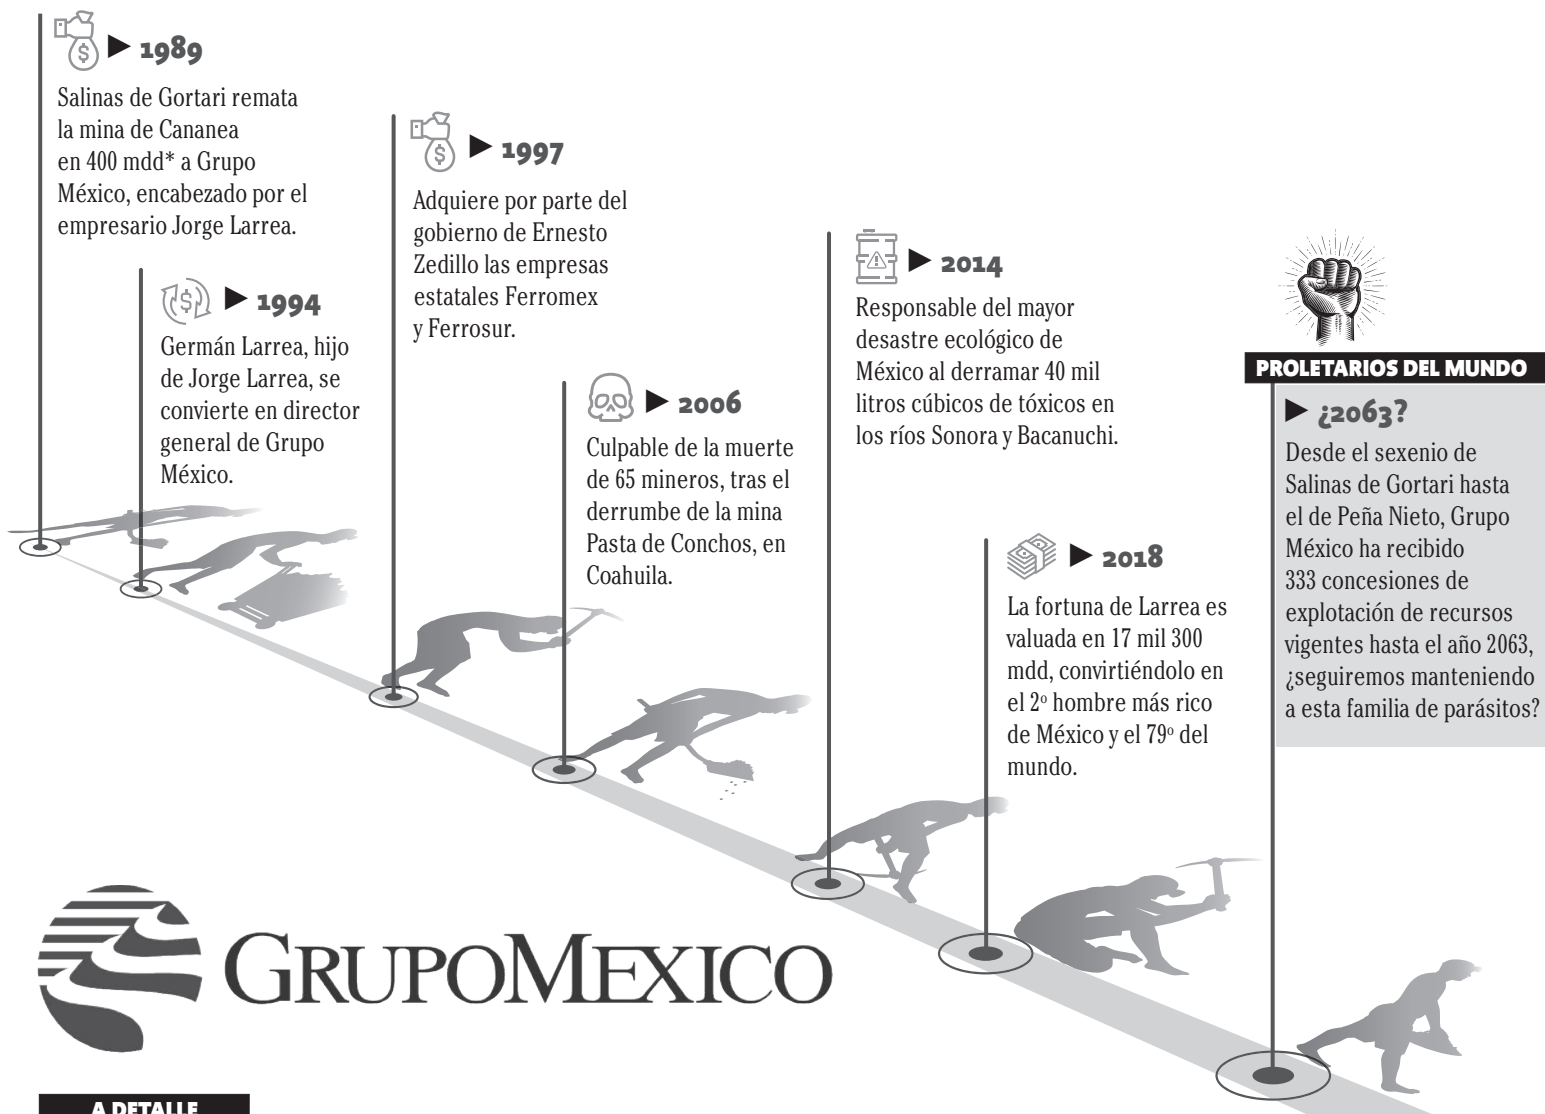 1989
Salinas de Gortari remata
la mina de Cananea
en 400 mdd* a Grupo
México, encabezado por el
empresario Jorge Larrea.
1994
Germán Larrea, hijo
de Jorge Larrea, se
convierte en director
general de Grupo
México.
1997
Adquiere por parte del
gobierno de Ernesto
Zedillo las empresas
estatales Ferromex
y Ferrosur.
2006
Culpable de la muerte
de 65 mineros, tras el
derrumbe de la mina
Pasta de Conchos, en
Coahuila.
2014
Responsable del mayor
desastre ecológico de
México al derramar 40 mil
litros cúbicos de tóxicos en
los ríos Sonora y Bacanuchi.
2018
La fortuna de Larrea es
valuada en 17 mil 300
mdd, convirtiéndolo en
el 2º hombre más rico
de México y el 79º del
mundo.
PROLETARIOS DEL MUNDO
¿2063?
Desde el sexenio de
Salinas de Gortari hasta
el de Peña Nieto, Grupo
México ha recibido
333 concesiones de
explotación de recursos
vigentes hasta el año 2063,
¿seguiremos manteniendo
a esta familia de parásitos?
GRUPOMEXICO
A DETALLE